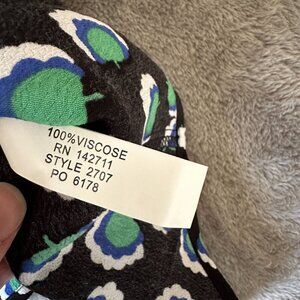 100%VISCOSE
RN 142711
STYLE 2707
PO 6178